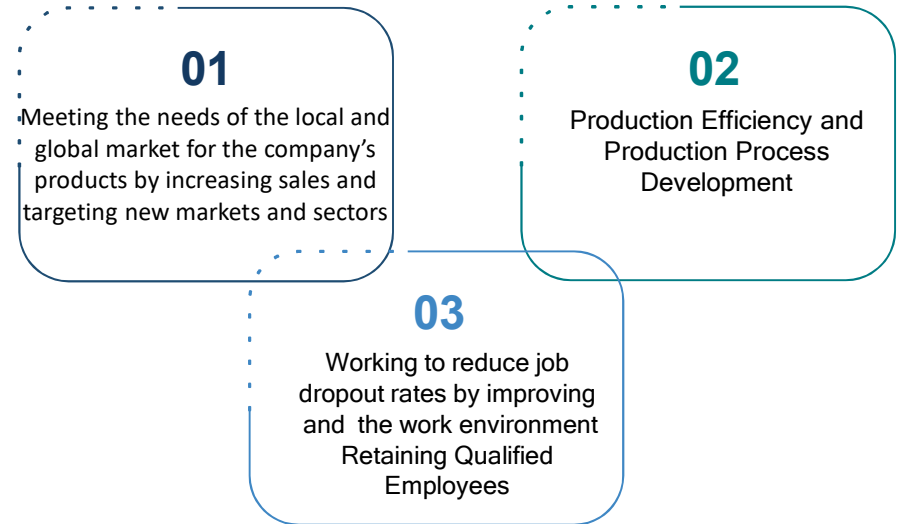 01
Meeting the needs of the local and
global market for the company's
products by increasing sales and
targeting new markets and sectors
02
Production Efficiency and
Production Process
Development
03
Working to reduce job
dropout rates by improving
and the work environment
Retaining Qualified
Employees